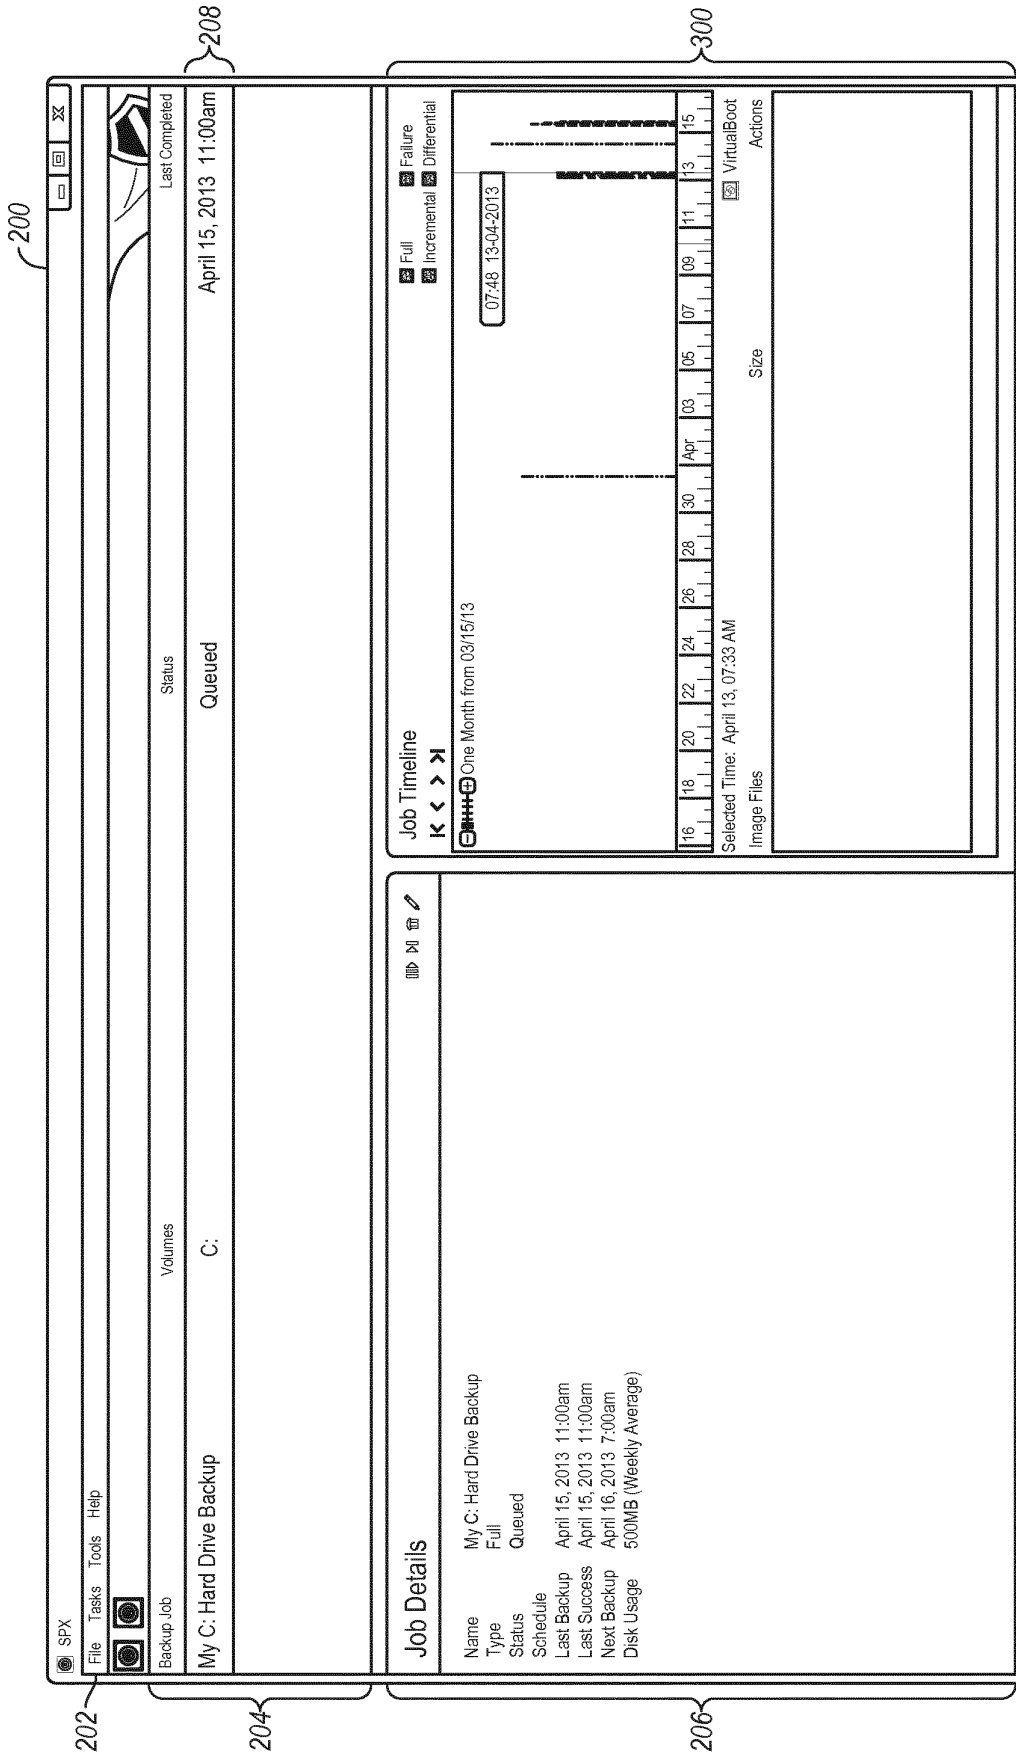 200
SPX
File Tasks Tools Help
202
Backup Job Volumes Status Last Completed
My C: Hard Drive Backup C: Queued April 15, 2013 11:00am
208
204
Job Details
Name My C: Hard Drive Backup
Type Full
Status Queued
Schedule
Last Backup April 15, 2013 11:00am
Last Success April 15, 2013 11:00am
Next Backup April 16, 2013 7:00am
Disk Usage 500MB (Weekly Average)
206
Job Timeline
Full Failure
Incremental Differential
One Month from 03/15/13
07:48 13-04-2013
16 18 20 22 24 26 28 30 Apr 03 05 07 09 11 13 15
Selected Time: April 13, 07:33 AM VirtualBoot
Image Files Size Actions
300